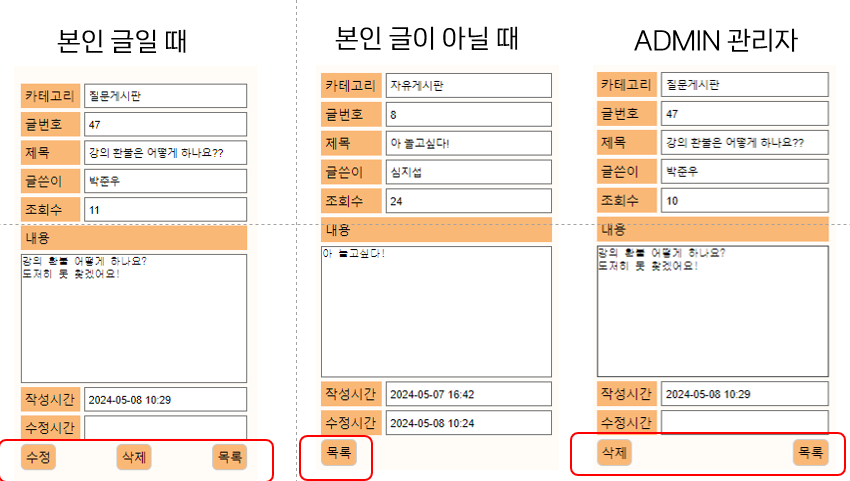 본인 글일 때
카테고리 질문게시판
글번호 47
제목 강의 환불은 어떻게 하나요??
글쓴이 박준우
조회수 11
내용
강의 환불 어떻게 하나요?
도저히 못 찾겠어요!
작성시간 2024-05-08 10:29
수정시간
수정 삭제 목록
본인 글이 아닐 때
카테고리 자유게시판
글번호 8
제목 아 놀고싶다!
글쓴이 심지섭
조회수 24
내용
아 놀고싶다!
작성시간 2024-05-07 16:42
수정시간 2024-05-08 10:24
목록
ADMIN 관리자
카테고리 질문게시판
글번호 47
제목 강의 환불은 어떻게 하나요??
글쓴이 박준우
조회수 10
내용
강의 환불 어떻게 하나요?
도저히 못 찾겠어요!
작성시간 2024-05-08 10:29
수정시간
삭제 목록